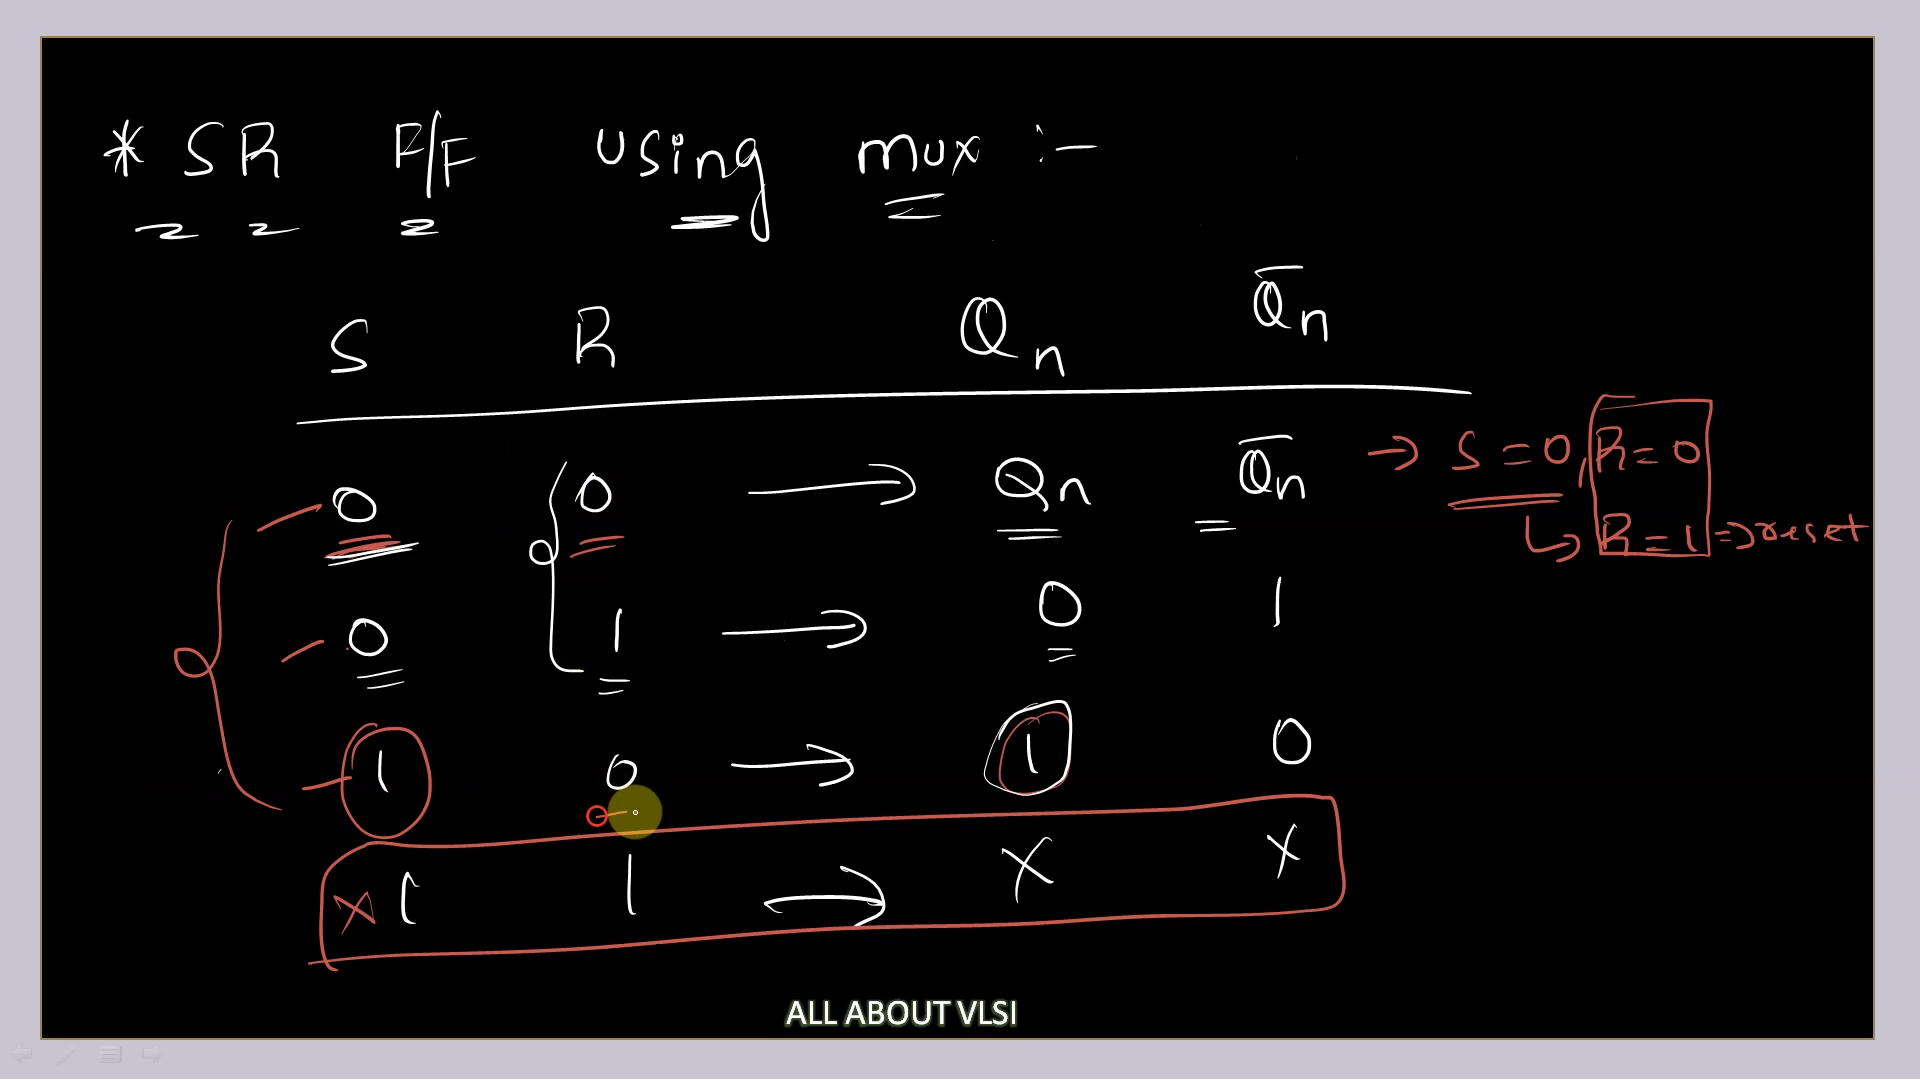 * SR F/F using mux :-
S R Qn Q̅n
0 0 → Qn Q̅n → S = 0, R = 0
↳ R = 1 ⇒ reset
0 1 → 0 1
1 0 → 1 0
x 1 1 → X X
ALL ABOUT VLSI